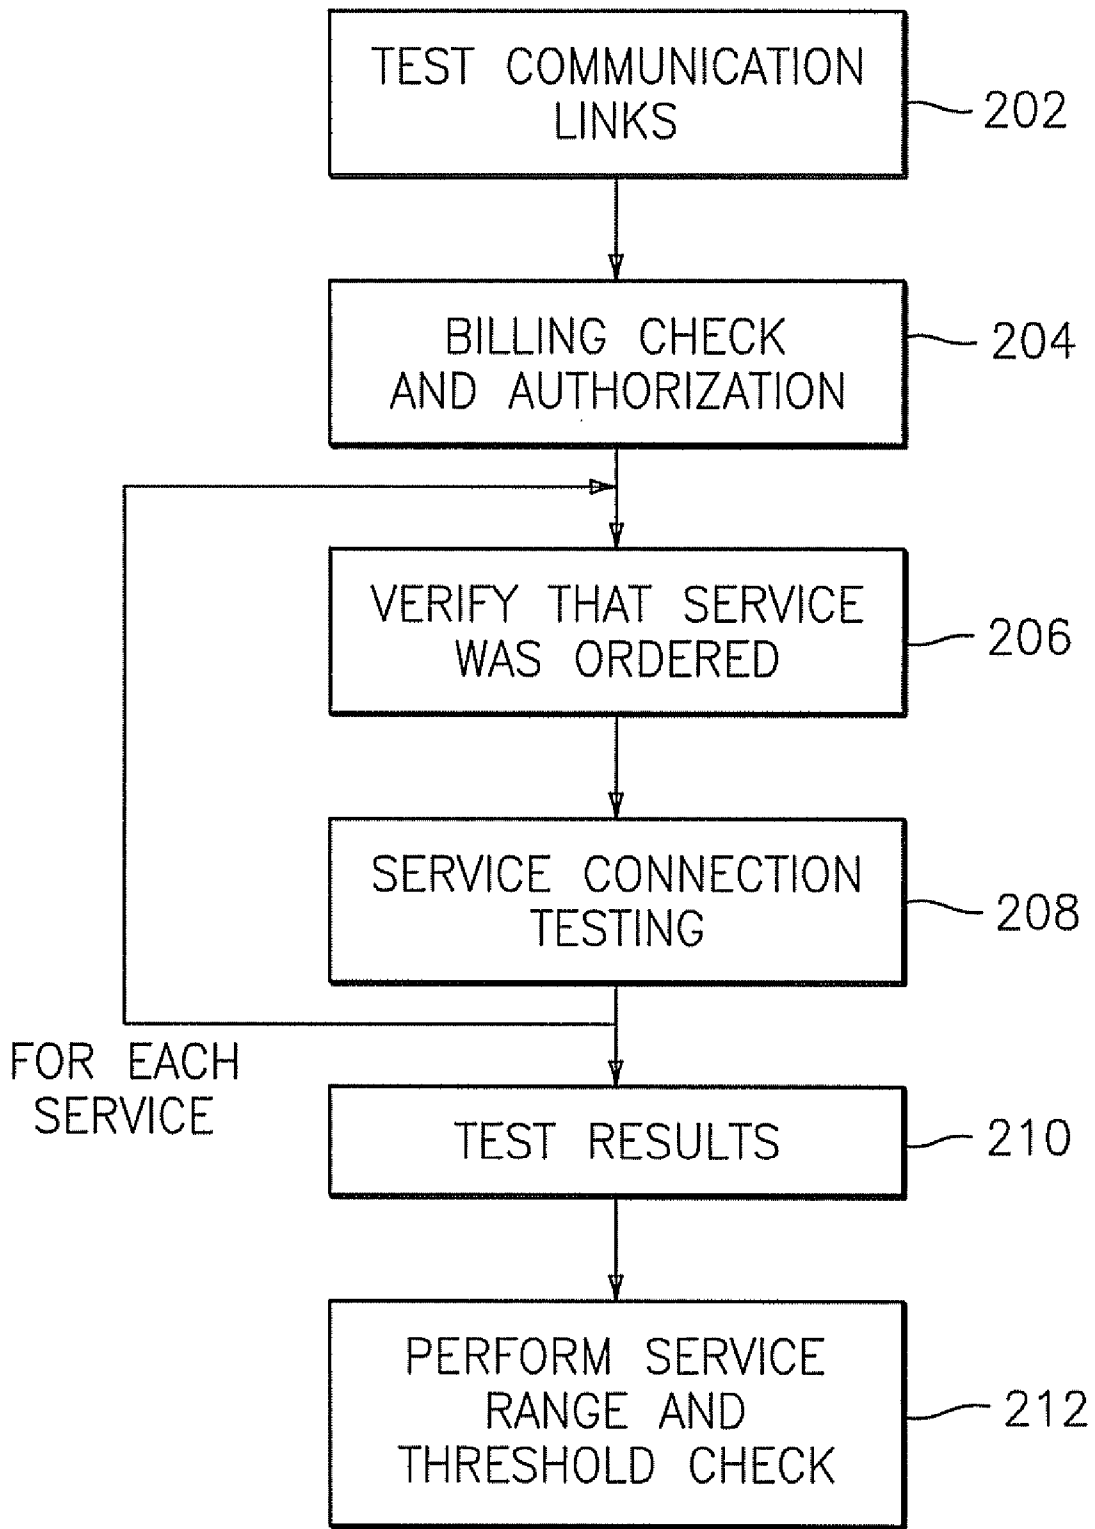 TEST COMMUNICATION
LINKS
202
BILLING CHECK
AND AUTHORIZATION
204
VERIFY THAT SERVICE
WAS ORDERED
206
SERVICE CONNECTION
TESTING
208
FOR EACH
SERVICE
TEST RESULTS
210
PERFORM SERVICE
RANGE AND
THRESHOLD CHECK
212